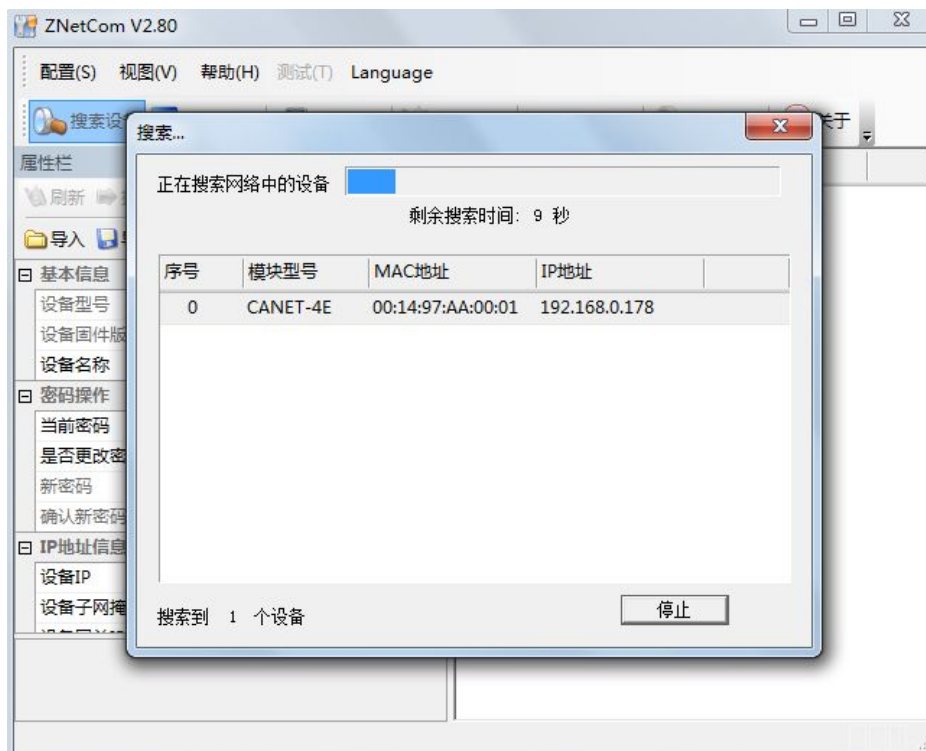 ZNetCom V2.80
配置(S) 视图(V) 帮助(H) 测试(T) Language
搜索设
关于
属性栏
刷新
导入
基本信息
设备型号
设备固件版
设备名称
密码操作
当前密码
是否更改密
新密码
确认新密码
IP地址信息
设备IP
设备子网掩
搜索...
正在搜索网络中的设备
剩余搜索时间: 9 秒
序号 模块型号 MAC地址 IP地址
0 CANET-4E 00:14:97:AA:00:01 192.168.0.178
搜索到 1 个设备
停止